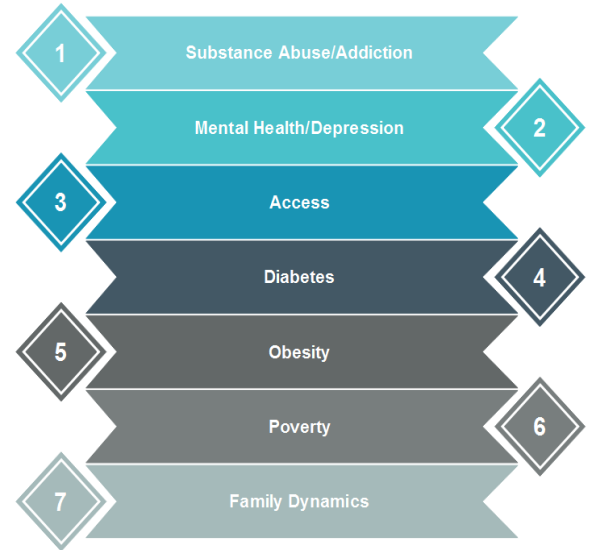 1 Substance Abuse/Addiction
Mental Health/Depression 2
3 Access
Diabetes 4
5 Obesity
Poverty 6
7 Family Dynamics